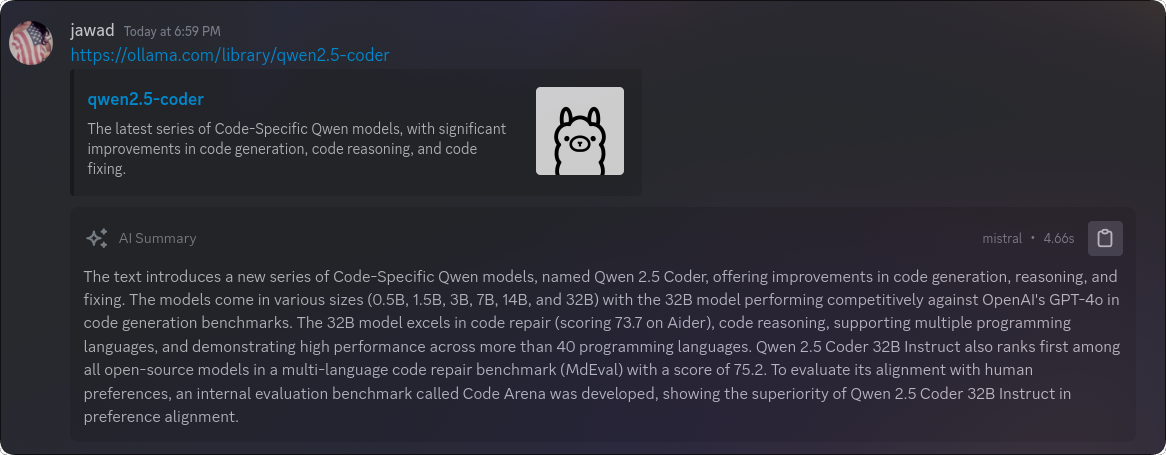 jawad Today at 6:59 PM
https://ollama.com/library/qwen2.5-coder
qwen2.5-coder
The latest series of Code-Specific Qwen models, with significant
improvements in code generation, code reasoning, and code
fixing.
AI Summary
mistral • 4.66s
The text introduces a new series of Code-Specific Qwen models, named Qwen 2.5 Coder, offering improvements in code generation, reasoning, and
fixing. The models come in various sizes (0.5B, 1.5B, 3B, 7B, 14B, and 32B) with the 32B model performing competitively against OpenAI's GPT-4o in
code generation benchmarks. The 32B model excels in code repair (scoring 73.7 on Aider), code reasoning, supporting multiple programming
languages, and demonstrating high performance across more than 40 programming languages. Qwen 2.5 Coder 32B Instruct also ranks first among
all open-source models in a multi-language code repair benchmark (MdEval) with a score of 75.2. To evaluate its alignment with human
preferences, an internal evaluation benchmark called Code Arena was developed, showing the superiority of Qwen 2.5 Coder 32B Instruct in
preference alignment.